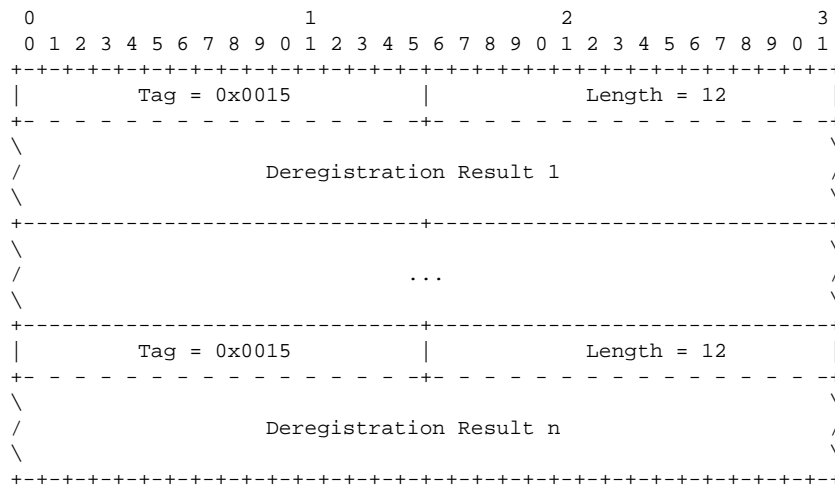 0                   1                   2                   3
 0 1 2 3 4 5 6 7 8 9 0 1 2 3 4 5 6 7 8 9 0 1 2 3 4 5 6 7 8 9 0 1
+-+-+-+-+-+-+-+-+-+-+-+-+-+-+-+-+-+-+-+-+-+-+-+-+-+-+-+-+-+-+-+-+
|         Tag = 0x0015          |            Length = 12        |
+- - - - - - - - - - - - - - - -+- - - - - - - - - - - - - - - -+
\                                                               \
/                   Deregistration Result 1                     /
\                                                               \
+-------------------------------+-------------------------------+
\                                                               \
/                              ...                              /
\                                                               \
+-------------------------------+-------------------------------+
|         Tag = 0x0015          |            Length = 12        |
+- - - - - - - - - - - - - - - -+- - - - - - - - - - - - - - - -+
\                                                               \
/                   Deregistration Result n                     /
\                                                               \
+-+-+-+-+-+-+-+-+-+-+-+-+-+-+-+-+-+-+-+-+-+-+-+-+-+-+-+-+-+-+-+-+